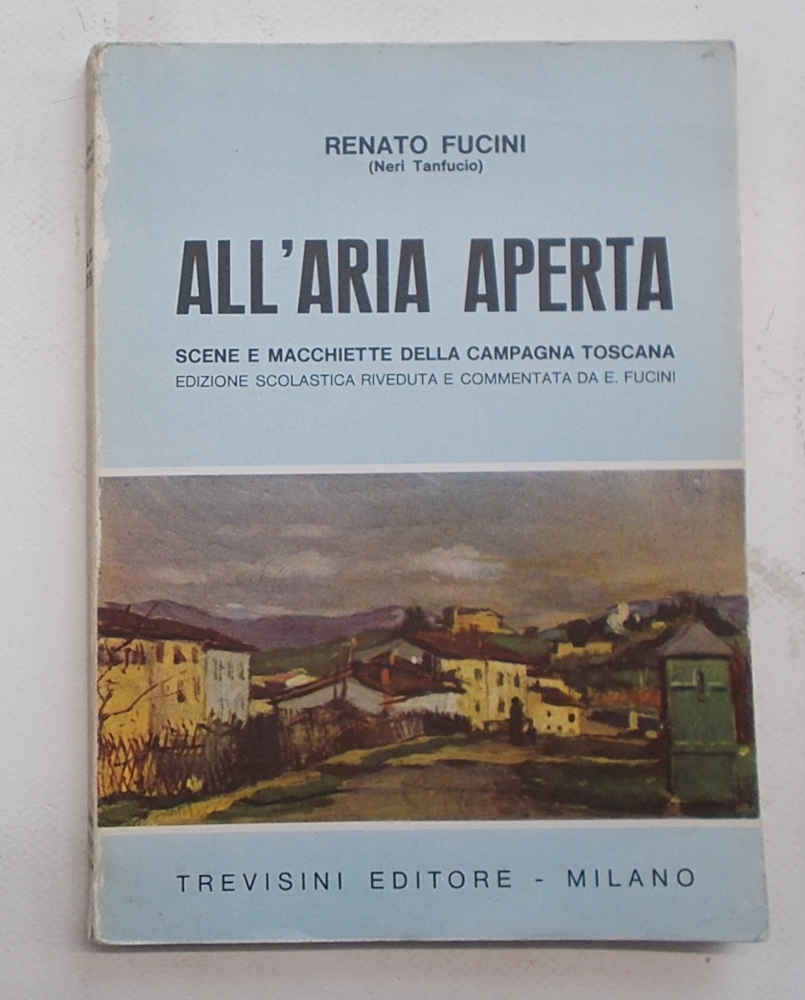 RENATO FUCINI
(Neri Tanfucio)
ALL'ARIA APERTA
SCENE E MACCHIETTE DELLA CAMPAGNA TOSCANA
EDIZIONE SCOLASTICA RIVEDUTA E COMMENTATA DA E. FUCINI
TREVISINI EDITORE - MILANO